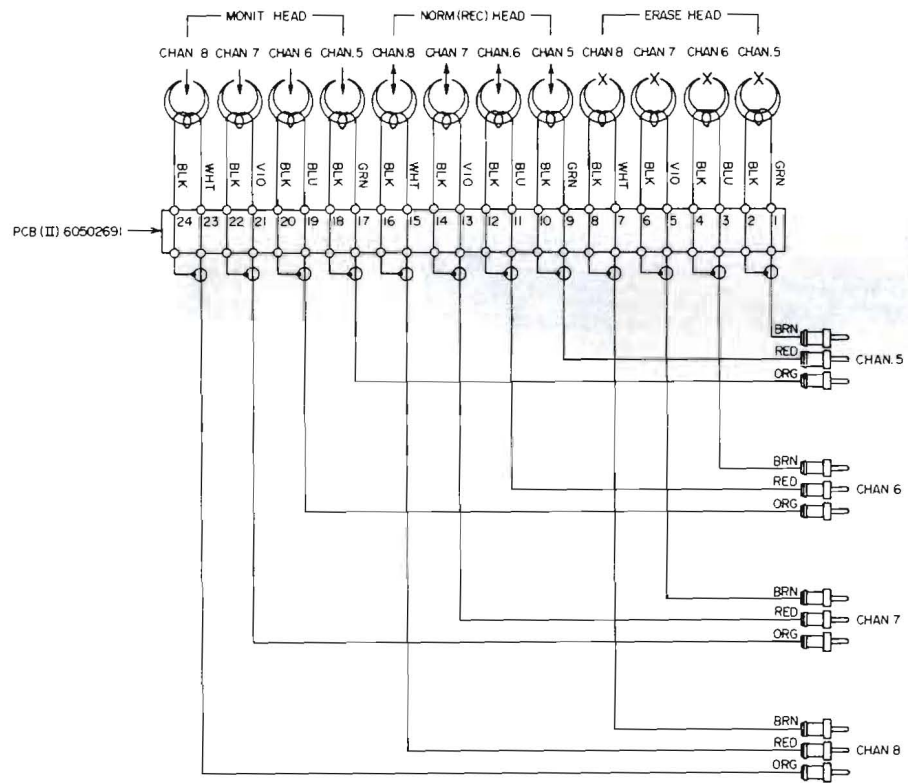 MONIT HEAD NORM(REC) HEAD ERASE HEAD
CHAN 8 CHAN 7 CHAN 6 CHAN.5 CHAN.8 CHAN 7 CHAN.6 CHAN 5 CHAN 8 CHAN 7 CHAN 6 CHAN.5
BLK WHT BLK VIO BLK BLU BLK GRN BLK WHT BLK VIO BLK BLU BLK GRN BLK WHT BLK VIO BLK BLU BLK GRN
24 23 22 21 20 19 18 17 16 15 14 13 12 11 10 9 8 7 6 5 4 3 2 1
PCB (II) 60502691
BRN
RED CHAN.5
ORG
BRN
RED CHAN 6
ORG
BRN
RED CHAN 7
ORG
BRN
RED CHAN 8
ORG